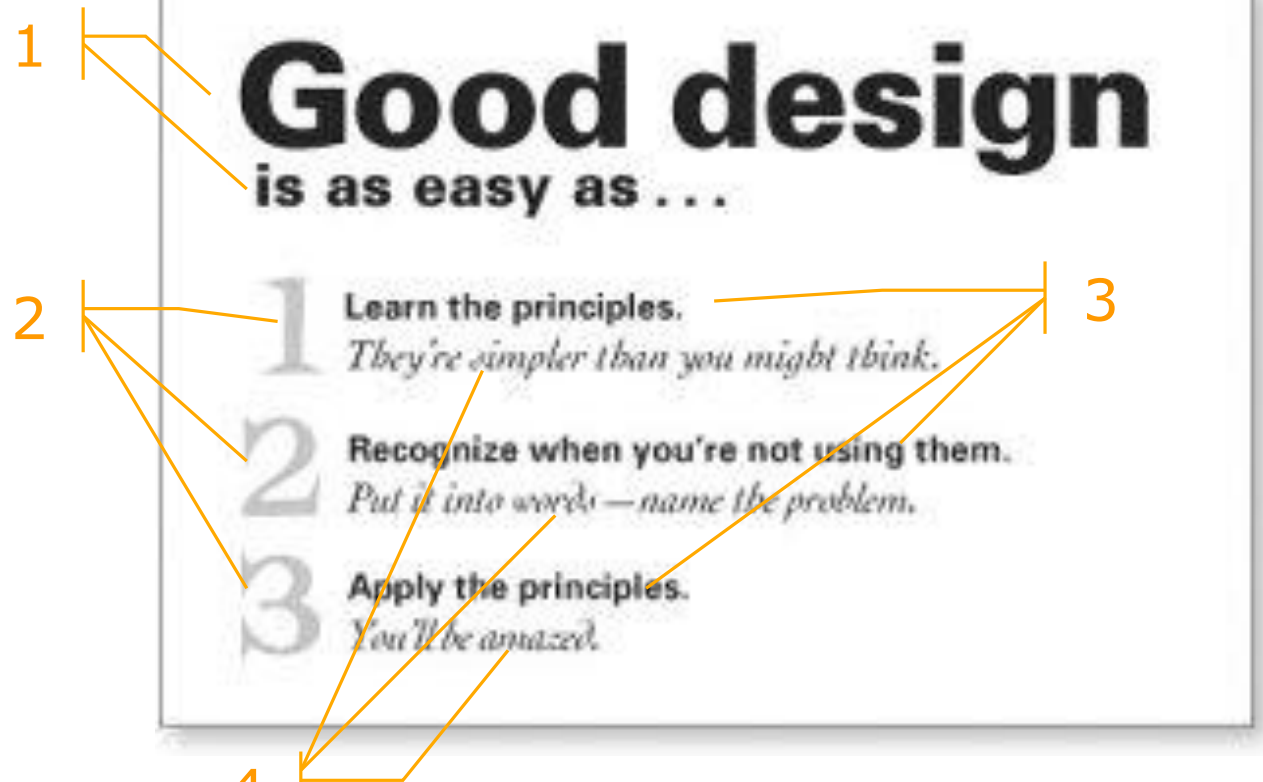 1
Good design
is as easy as . . .
2
3
1 Learn the principles.
They're simpler than you might think.
2 Recognize when you're not using them.
Put it into words—name the problem.
3 Apply the principles.
You'll be amazed.
4